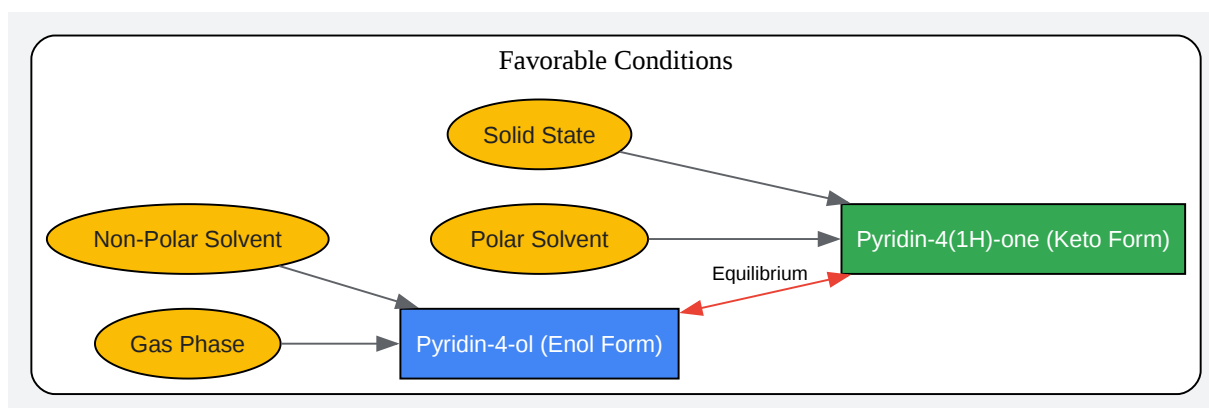 Favorable Conditions
Solid State
Non-Polar Solvent
Polar Solvent
Pyridin-4(1H)-one (Keto Form)
Equilibrium
Gas Phase
Pyridin-4-ol (Enol Form)